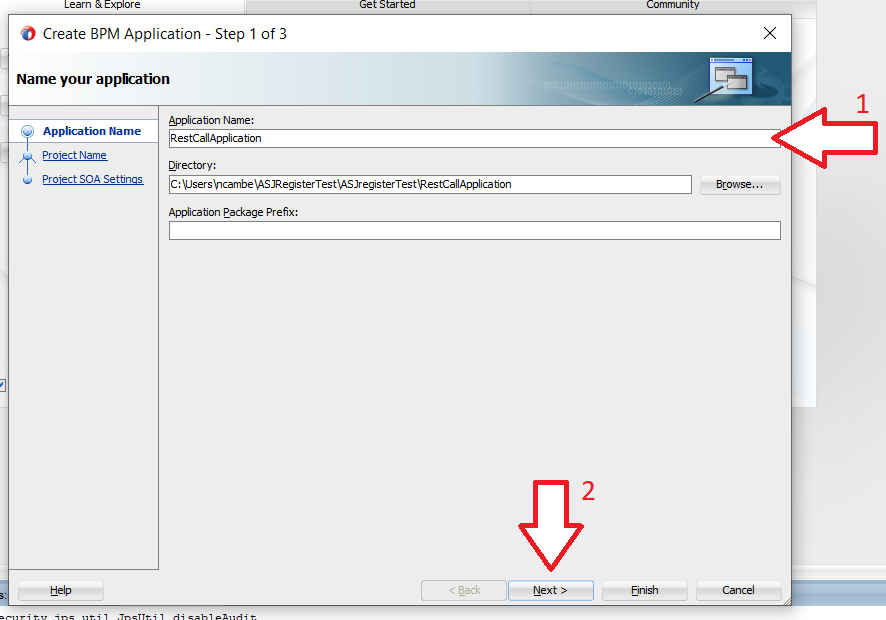 Learn & Explore
Get Started
Community
Create BPM Application - Step 1 of 3
Name your application
0101010101010101010101
01010101010
1
Application Name
Project Name
Project SOA Settings
Application Name:
RestCallApplication
Directory:
C:\Users\ncambe\ASJRegisterTest\ASJregisterTest\RestCallApplication
Browse...
Application Package Prefix:
2
Help
< Back
Next >
Finish
Cancel
s:
ecurity.jps.util.JpsUtil.disableAudit